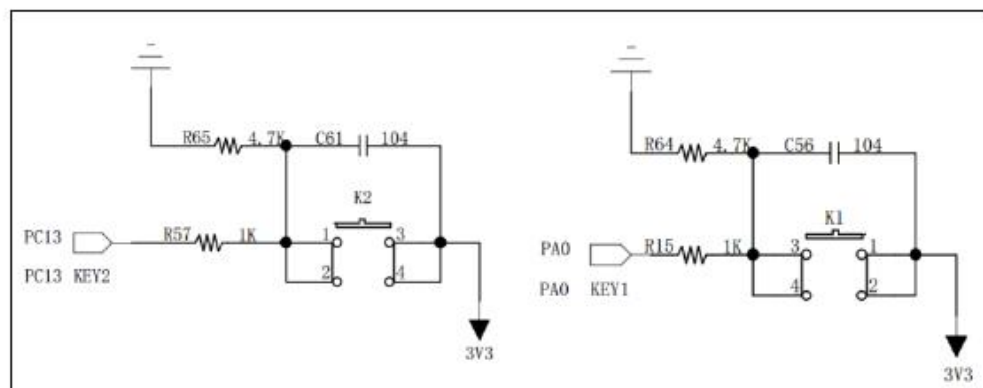 R65 4.7K C61 104
K2
PC13 R57 1K 1 3
PC13 KEY2 2 4
3V3
R64 4.7K C56 104
K1
PA0 R15 1K 3 1
PA0 KEY1 4 2
3V3